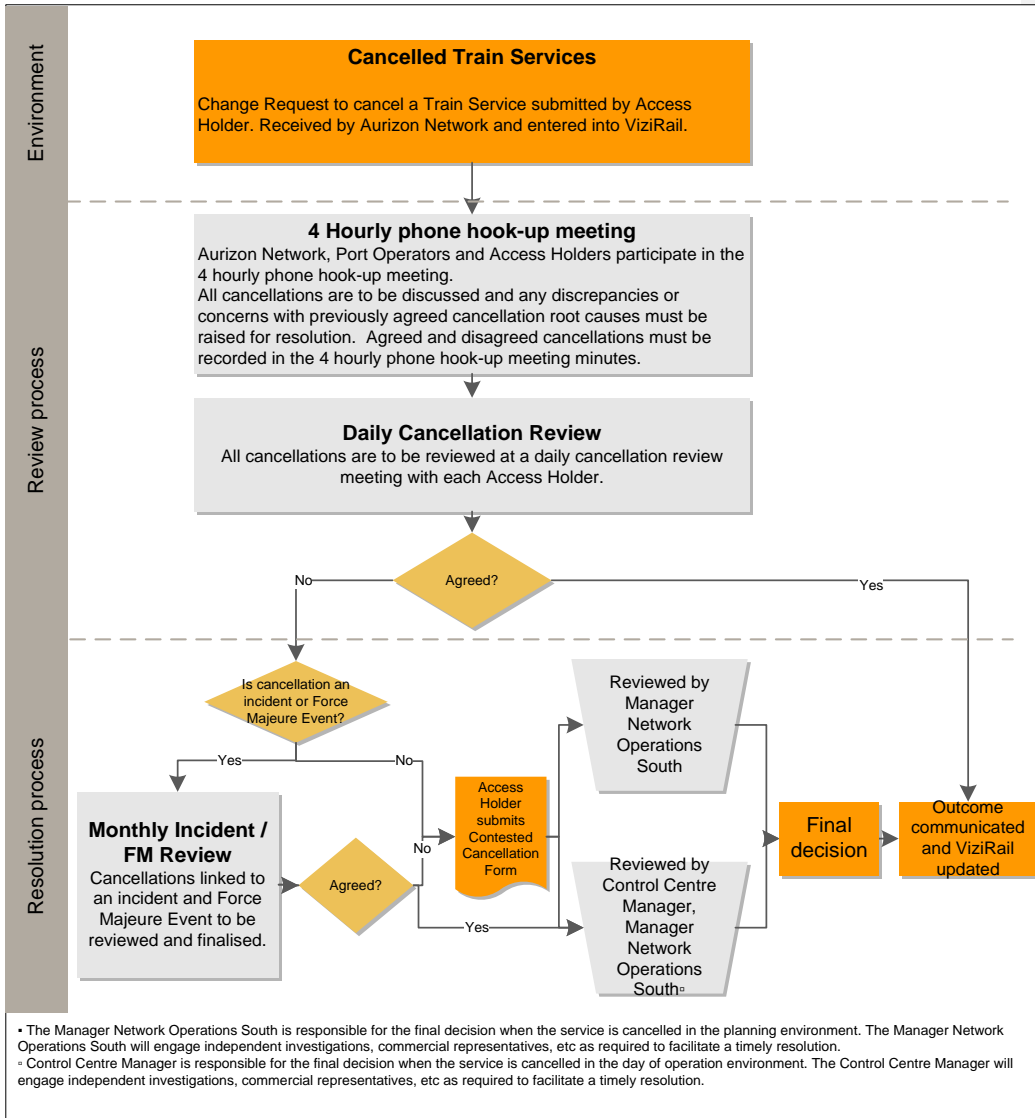 Environment
Cancelled Train Services
Change Request to cancel a Train Service submitted by Access
Holder. Received by Aurizon Network and entered into ViziRail.
Review process
4 Hourly phone hook-up meeting
Aurizon Network, Port Operators and Access Holders participate in the
4 hourly phone hook-up meeting.
All cancellations are to be discussed and any discrepancies or
concerns with previously agreed cancellation root causes must be
raised for resolution.  Agreed and disagreed cancellations must be
recorded in the 4 hourly phone hook-up meeting minutes.
Daily Cancellation Review
All cancellations are to be reviewed at a daily cancellation review
meeting with each Access Holder.
Agreed?
No
Yes
Resolution process
Is cancellation an
incident or Force
Majeure Event?
Yes
No
Monthly Incident /
FM Review
Cancellations linked to
an incident and Force
Majeure Event to be
reviewed and finalised.
Agreed?
No
Yes
Access
Holder
submits
Contested
Cancellation
Form
Reviewed by
Manager
Network
Operations
South
Reviewed by
Control Centre
Manager,
Manager
Network
Operations
South▫
Final
decision
Outcome
communicated
and ViziRail
updated
▪ The Manager Network Operations South is responsible for the final decision when the service is cancelled in the planning environment. The Manager Network
Operations South will engage independent investigations, commercial representatives, etc as required to facilitate a timely resolution.
▫ Control Centre Manager is responsible for the final decision when the service is cancelled in the day of operation environment. The Control Centre Manager will
engage independent investigations, commercial representatives, etc as required to facilitate a timely resolution.